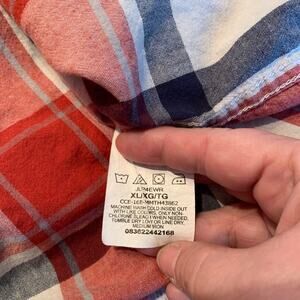 XL/XG/TG
MACHINE WASH COLD INSIDE OUT
WITH LIKE COLORS, ONLY NON-
CHLORINE BLEACH WHEN NEEDED,
TUMBLE DRY LOW OR LINE DRY,
MEDIUM IRON
083622442168